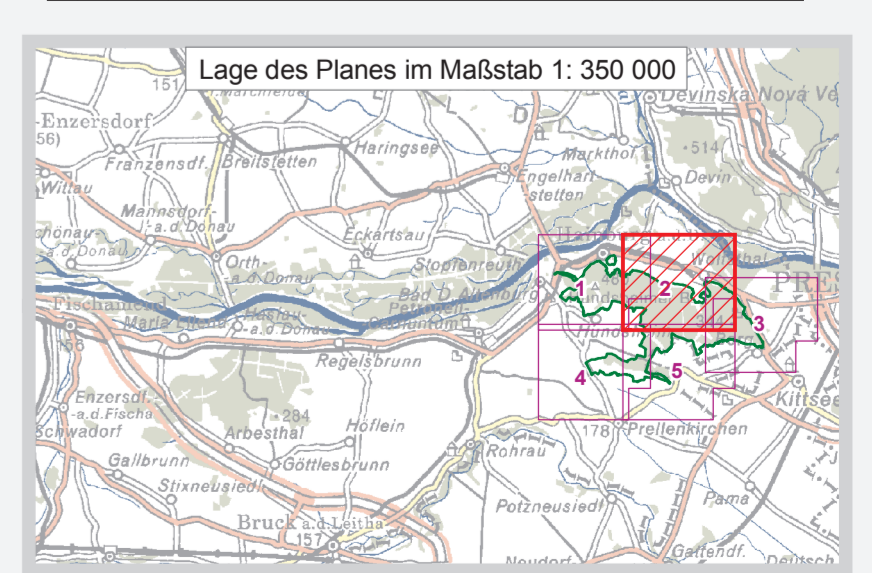 Lage des Planes im Maßstab 1: 350 000
151
Devinska Nová Ve
-Enzersdorf
56)
Haringsee
D
Markthof
514
Franzensdf.
Breitstetten
Engelhart-
stetten
Devin
Wittau
Mannsdorf-
a.d. Donau
Eckartsau
a.d. Donau
Orth-
a.d. Donau
Stopfenreuth
Wolfsthal
PRES
Fischamend
Maria Ellend
Haslau-
a.d. Donau
Bad D. Altenburg
1
2
3
Regelsbrunn
4
5
Enzersdf.-
a.d. Fischa
Kittsee
284
Schwadorf
Arbesthal
Höflein
178
Prellenkirchen
Gallbrunn
Göttlesbrunn
Rohrau
Stixneusiedl
Potzneusiedl
Pama
Bruck a.d. Leitha
157
Neudorf
Gattendf.
Deutsch